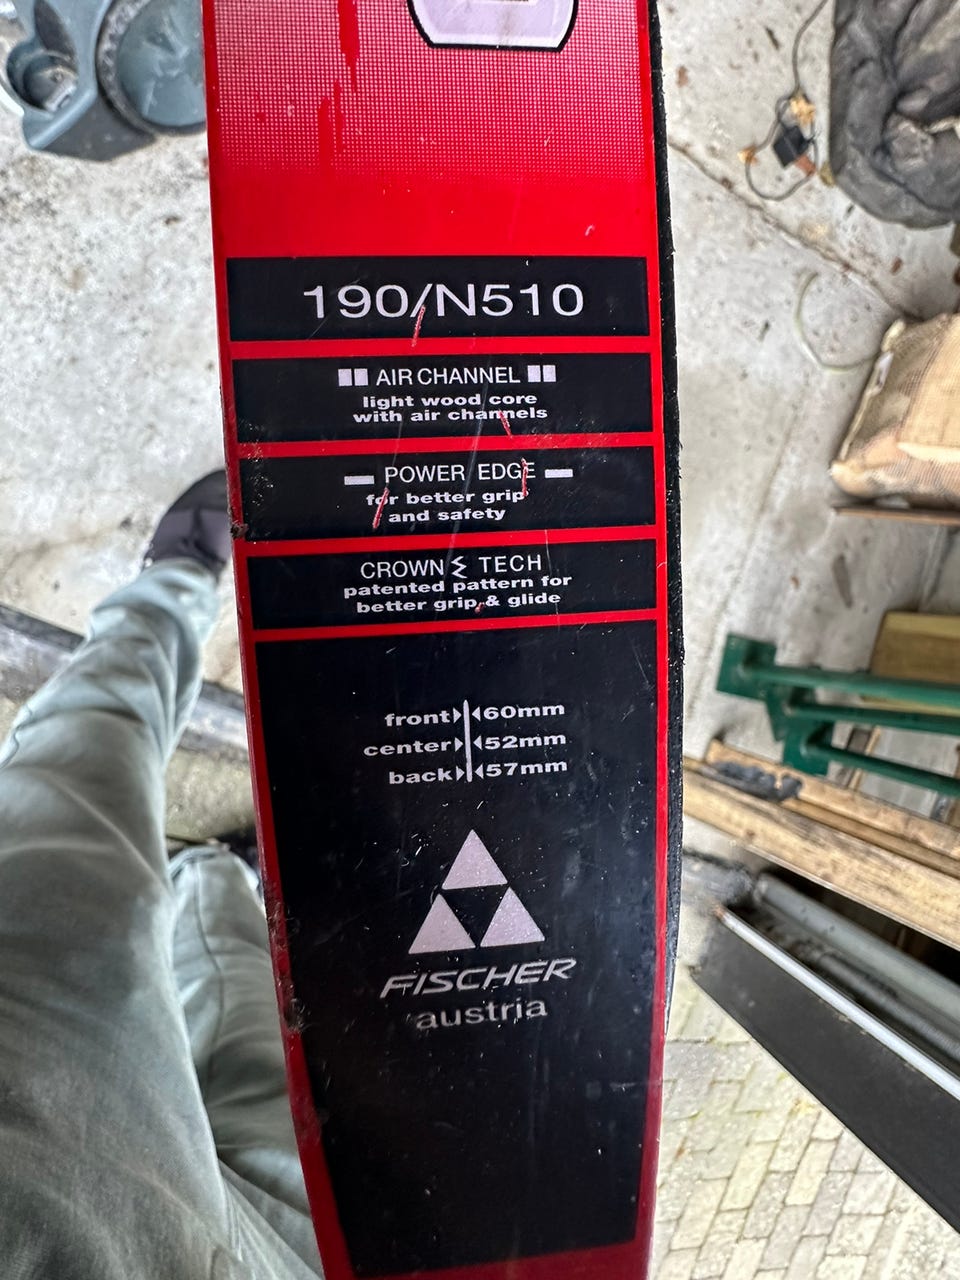 190/N510
AIR CHANNEL
light wood core
with air channels
POWER EDGE
for better grip
and safety
CROWN TECH
patented pattern for
better grip & glide
front 60mm
center 52mm
back 57mm
FISCHER
austria